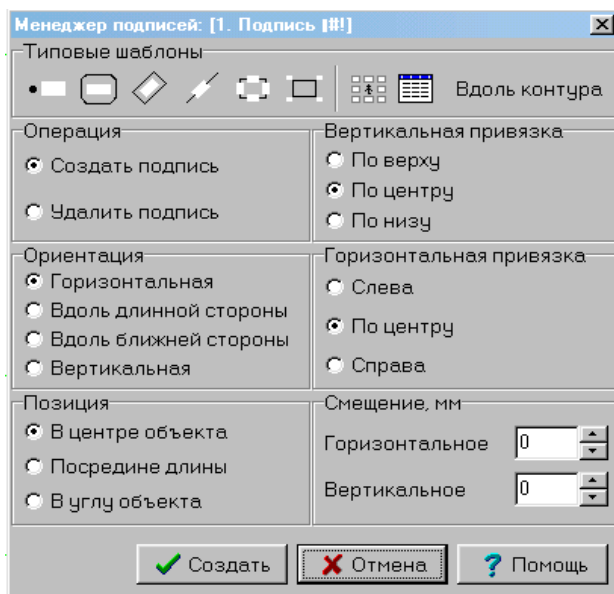 Менеджер подписей: [1. Подпись |#!]
Типовые шаблоны
Вдоль контура
Операция
Создать подпись
Удалить подпись
Вертикальная привязка
По верху
По центру
По низу
Ориентация
Горизонтальная
Вдоль длинной стороны
Вдоль ближней стороны
Вертикальная
Горизонтальная привязка
Слева
По центру
Справа
Позиция
В центре объекта
Посредине длины
В углу объекта
Смещение, мм
Горизонтальное 0
Вертикальное 0
Создать
Отмена
Помощь